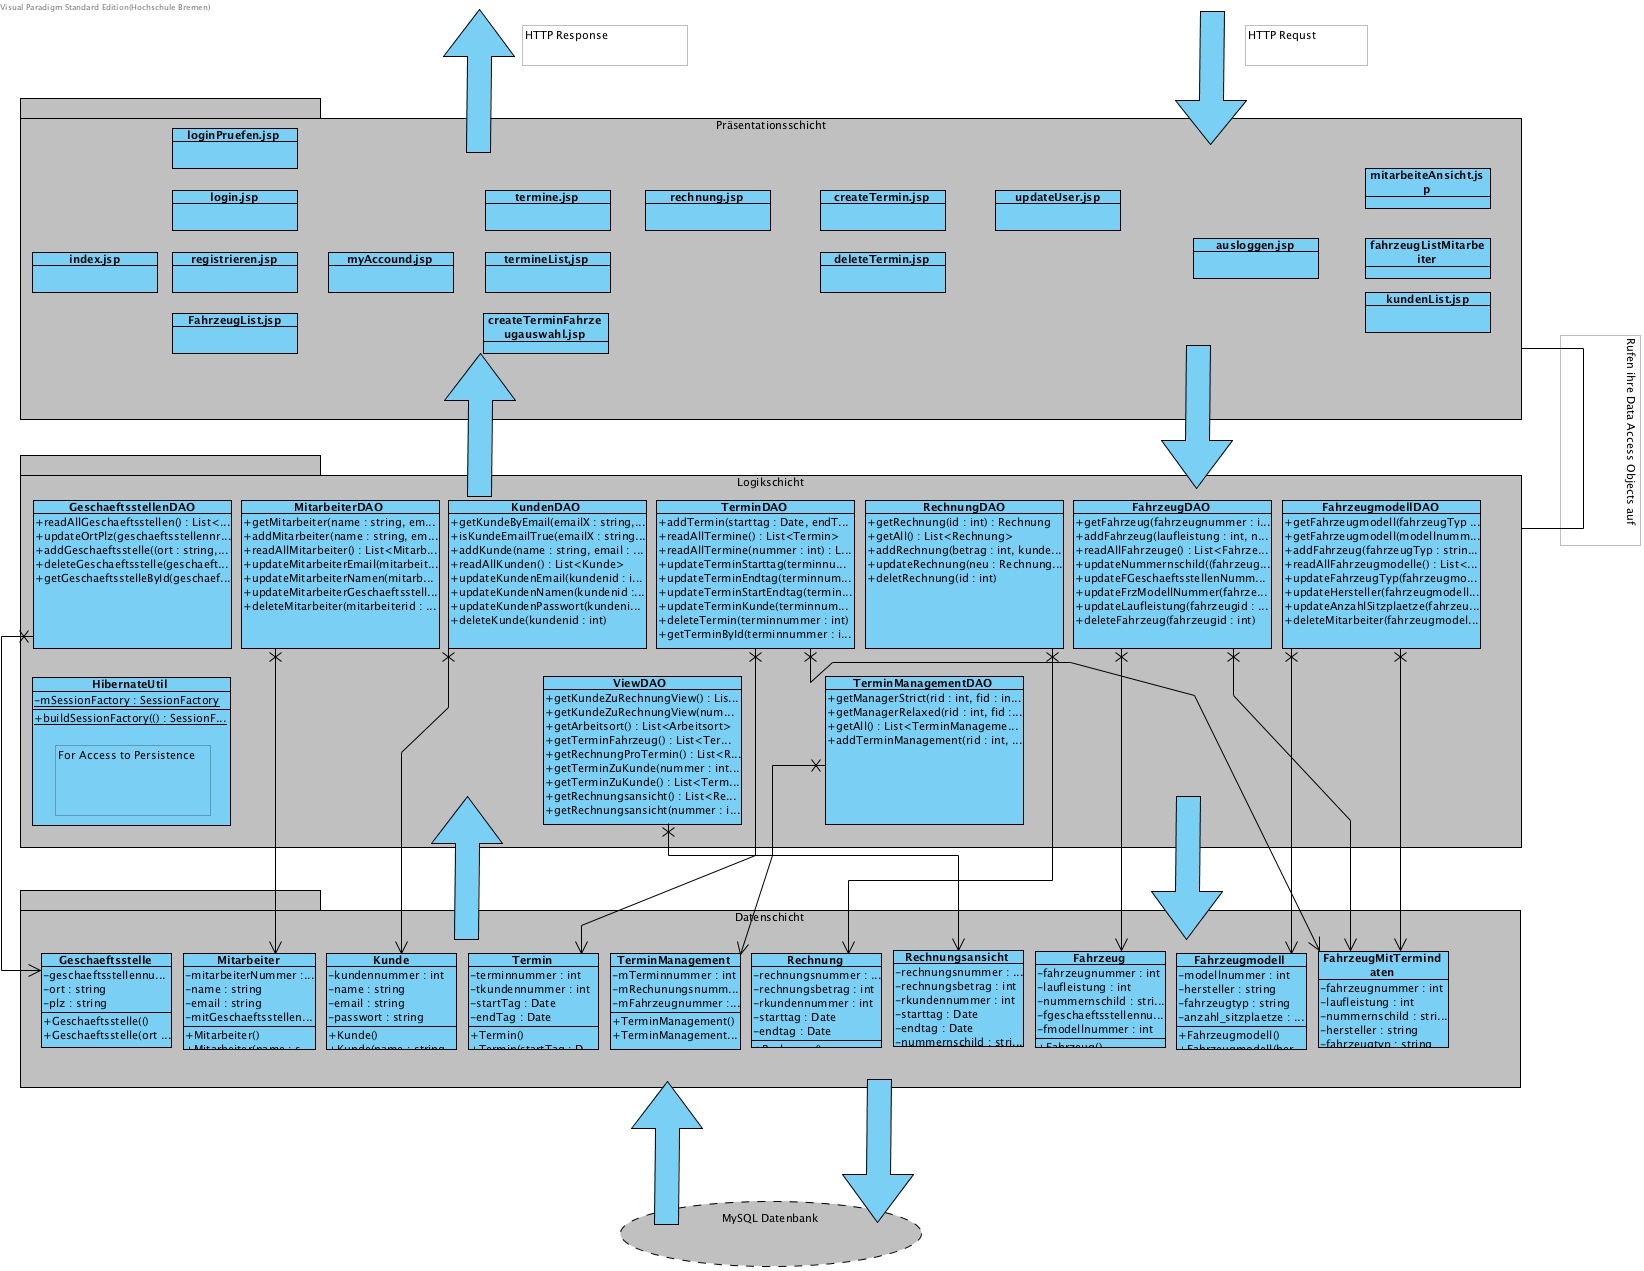 Visual Paradigm Standard Edition(Hochschule Bremen)
HTTP Response
HTTP Requst
Präsentationsschicht
loginPruefen.jsp
login.jsp
termine.jsp
rechnung.jsp
createTermin.jsp
updateUser.jsp
mitarbeiteAnsicht.js
p
index.jsp
registrieren.jsp
myAccound.jsp
termineList,jsp
deleteTermin.jsp
ausloggen.jsp
fahrzeugListMitarbe
iter
kundenList.jsp
FahrzeugList.jsp
createTerminFahrze
ugauswahl.jsp
Rufen ihre Data Access Objects auf
Logikschicht
GeschaeftsstellenDAO
+readAllGeschaeftsstellen() : List<...
+updateOrtPlz(geschaeftsstellennr...
+addGeschaeftsstelle((ort : string,...
+deleteGeschaeftsstelle(geschaeft...
+getGeschaeftsstelleById(geschaef...
MitarbeiterDAO
+getMitarbeiter(name : string, em...
+addMitarbeiter(name : string, em...
+readAllMitarbeiter() : List<Mitarb...
+updateMitarbeiterEmail(mitarbeit...
+updateMitarbeiterNamen(mitarb...
+updateMitarbeiterGeschaeftsstell...
+deleteMitarbeiter(mitarbeiterid : ...
KundenDAO
+getKundeByEmail(emailX : string,...
+isKundeEmailTrue(emailX : string...
+addKunde(name : string, email : ...
+readAllKunden() : List<Kunde>
+updateKundenEmail(kundenid : i...
+updateKundenNamen(kundenid :...
+updateKundenPasswort(kundeni...
+deleteKunde(kundenid : int)
TerminDAO
+addTermin(starttag : Date, endT...
+readAllTermine() : List<Termin>
+readAllTermine(nummer : int) : L...
+updateTerminStarttag(terminnu...
+updateTerminEndtag(terminnum...
+updateTerminStartEndtag(termin...
+updateTerminKunde(terminnum...
+deleteTermin(terminnummer : int)
+getTerminById(terminnummer : i...
RechnungDAO
+getRechnung(id : int) : Rechnung
+getAll() : List<Rechnung>
+addRechnung(betrag : int, kunde...
+updateRechnung(neu : Rechnung...
+deletRechnung(id : int)
FahrzeugDAO
+getFahrzeug(fahrzeugnummer : i...
+addFahrzeug(laufleistung : int, n...
+readAllFahrzeuge() : List<Fahrze...
+updateNummernschild((fahrzeug...
+updateFGeschaeftsstellenNumm...
+updateFrzModellNummer(fahrze...
+updateLaufleistung(fahrzeugid : ...
+deleteFahrzeug(fahrzeugid : int)
FahrzeugmodellDAO
+getFahrzeugmodell(fahrzeugTyp ...
+getFahrzeugmodell(modellnumm...
+addFahrzeug(fahrzeugTyp : strin...
+readAllFahrzeugmodelle() : List<...
+updateFahrzeugTyp(fahrzeugmo...
+updateHersteller(fahrzeugmodell...
+updateAnzahlSitzplaetze(fahrzeu...
+deleteMitarbeiter(fahrzeugmodel...
HibernateUtil
-mSessionFactory : SessionFactory
+buildSessionFactory(() : SessionF...
For Access to Persistence
ViewDAO
+getKundeZuRechnungView() : Lis...
+getKundeZuRechnungView(num...
+getArbeitsort() : List<Arbeitsort>
+getTerminFahrzeug() : List<Ter...
+getRechnungProTermin() : List<R...
+getTerminZuKunde(nummer : int...
+getTerminZuKunde() : List<Term...
+getRechnungsansicht() : List<Re...
+getRechnungsansicht(nummer : i...
TerminManagementDAO
+getManagerStrict(rid : int, fid : in...
+getManagerRelaxed(rid : int, fid :...
+getAll() : List<TerminManageme...
+addTerminManagement(rid : int, ...
Datenschicht
Geschaeftsstelle
-geschaeftsstellennu...
-ort : string
-plz : string
+Geschaeftsstelle(()
+Geschaeftsstelle(ort ...
Mitarbeiter
-mitarbeiterNummer :...
-name : string
-email : string
-mitGeschaeftsstellen...
+Mitarbeiter()
+Mitarbeiter(name : s...
Kunde
-kundennummer : int
-name : string
-email : string
-passwort : string
+Kunde()
+Kunde(name : string...
Termin
-terminnummer : int
-tkundennummer : int
-startTag : Date
-endTag : Date
+Termin()
+Termin(startTag : D...
TerminManagement
-mTerminnummer : int
-mRechunungsnumm...
-mFahrzeugnummer :...
+TerminManagement()
+TerminManagement...
Rechnung
-rechnungsnummer : ...
-rechnungsbetrag : int
-rkundennummer : int
-starttag : Date
-endtag : Date
Rechnungsansicht
-rechnungsnummer : ...
-rechnungsbetrag : int
-rkundennummer : int
-starttag : Date
-endtag : Date
-nummernschild : stri...
Fahrzeug
-fahrzeugnummer : int
-laufleistung : int
-nummernschild : stri...
-fgeschaeftsstellennu...
-fmodellnummer : int
+Fahrzeug()
Fahrzeugmodell
-modellnummer : int
-hersteller : string
-fahrzeugtyp : string
-anzahl_sitzplaetze : ...
+Fahrzeugmodell()
+Fahrzeugmodell(her...
FahrzeugMitTermind
aten
-fahrzeugnummer : int
-laufleistung : int
-nummernschild : stri...
-hersteller : string
-fahrzeugtyp : string
MySQL Datenbank